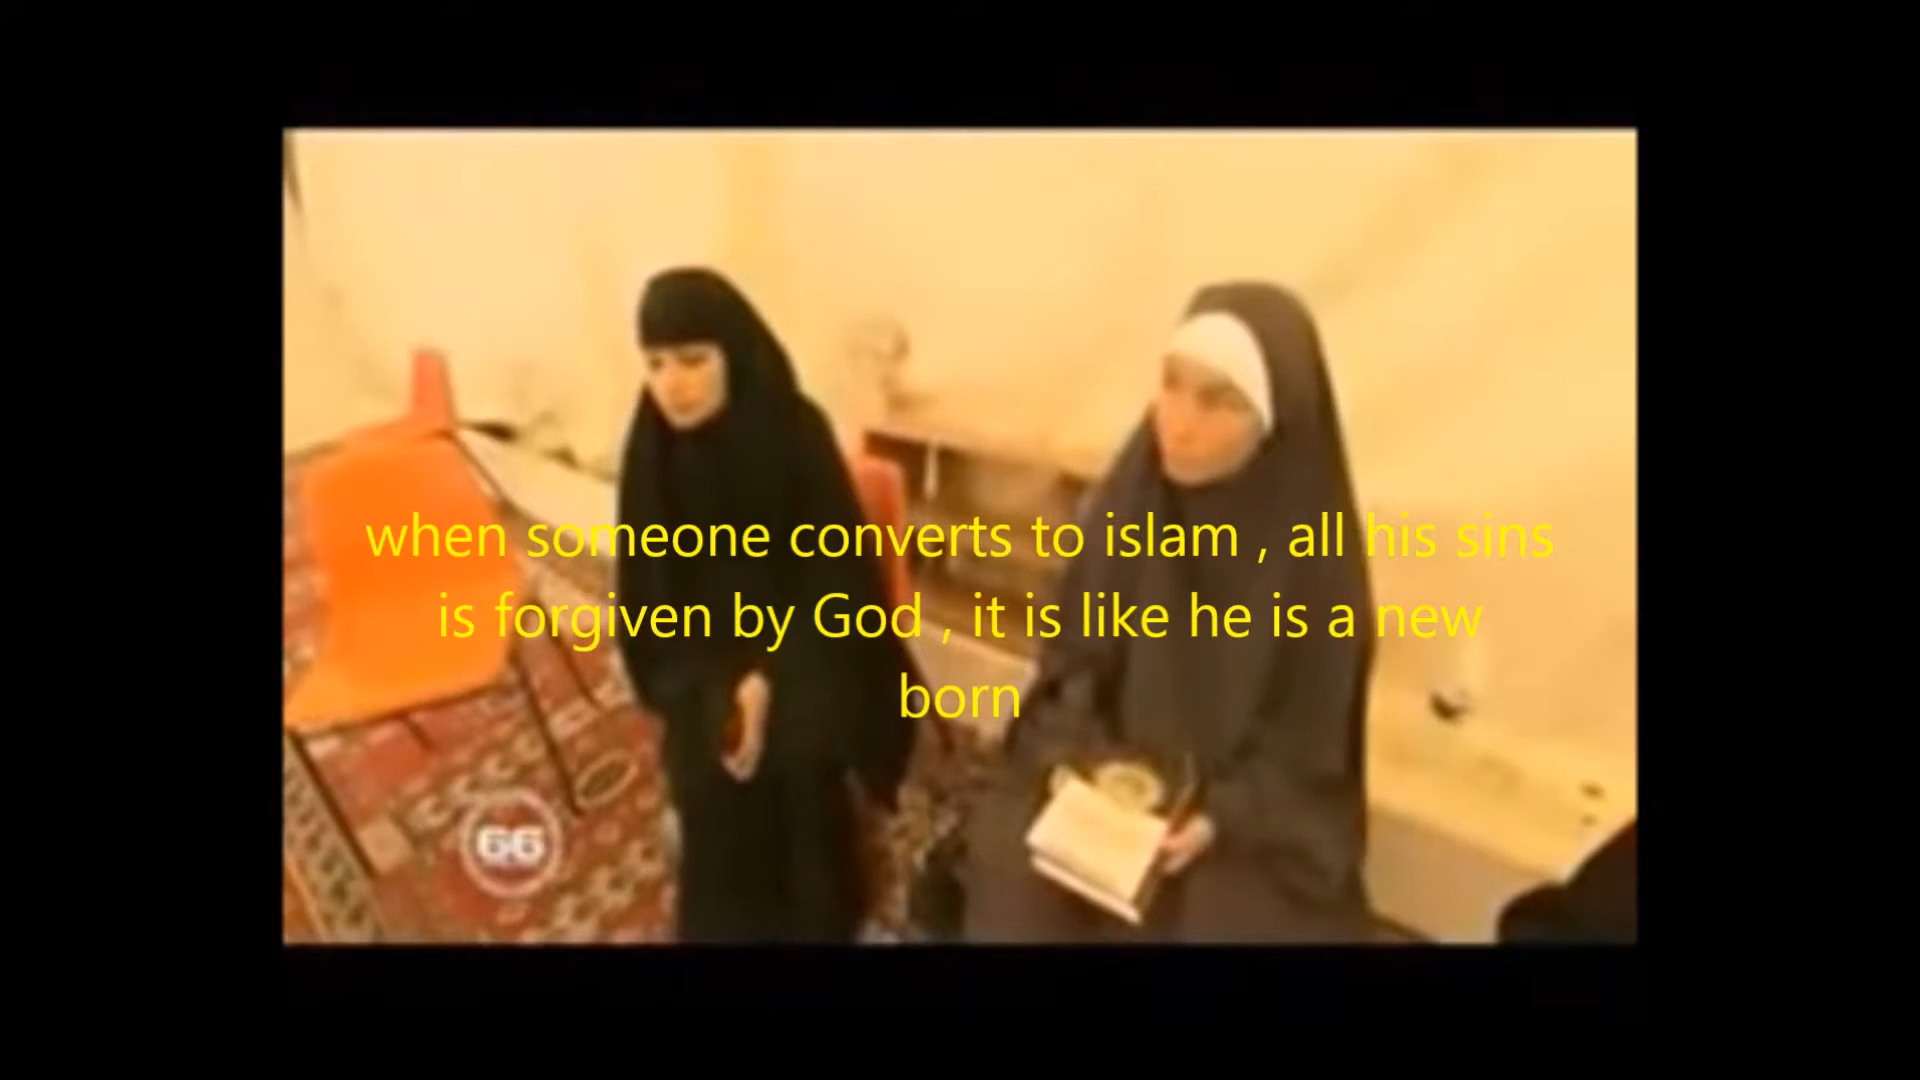 when someone converts to islam , all his sins
is forgiven by God , it is like he is a new
born
66